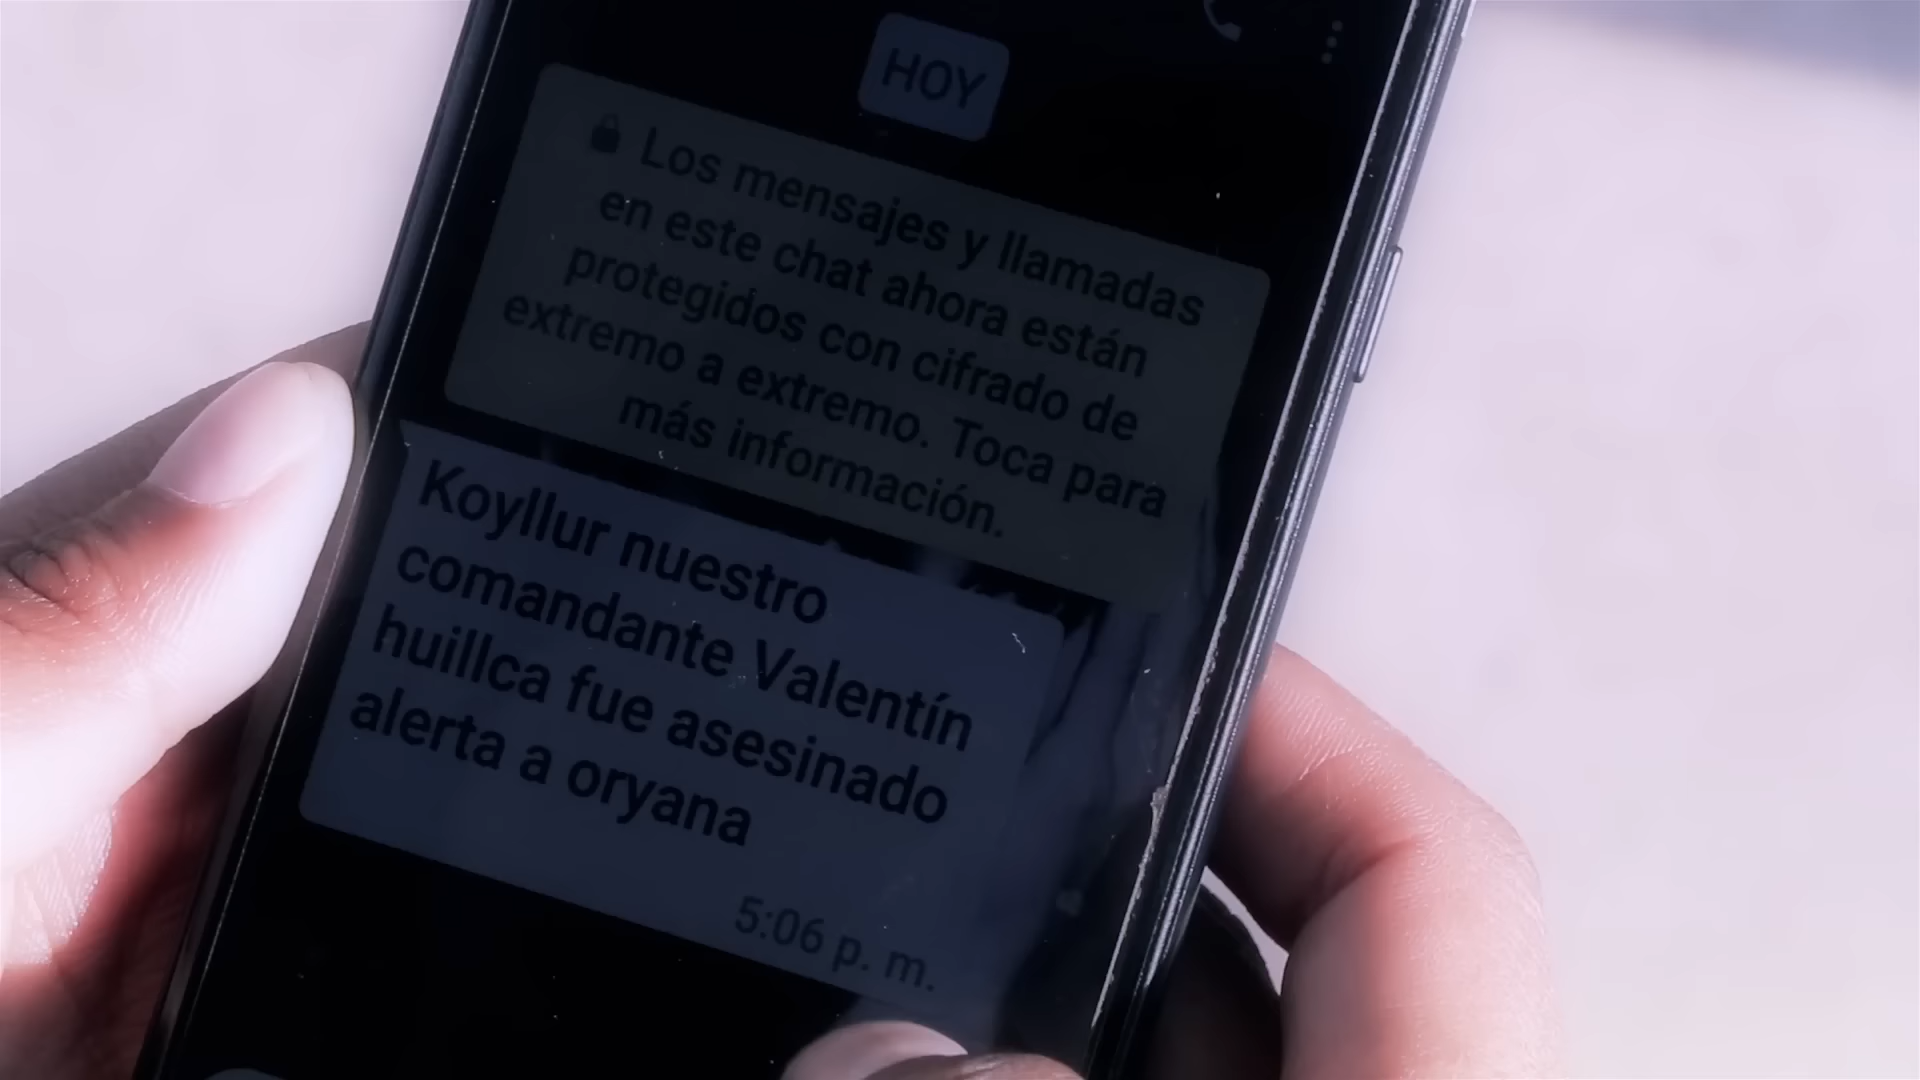 HOY
Los mensajes y llamadas
en este chat ahora están
protegidos con cifrado de
extremo a extremo. Toca para
más información.
Koyllur nuestro
comandante Valentín
huillca fue asesinado
alerta a oryana
5:06 p. m.